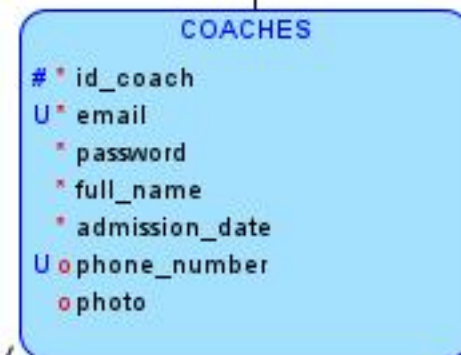 COACHES
# * id_coach
U * email
* password
* full_name
* admission_date
U o phone_number
o photo